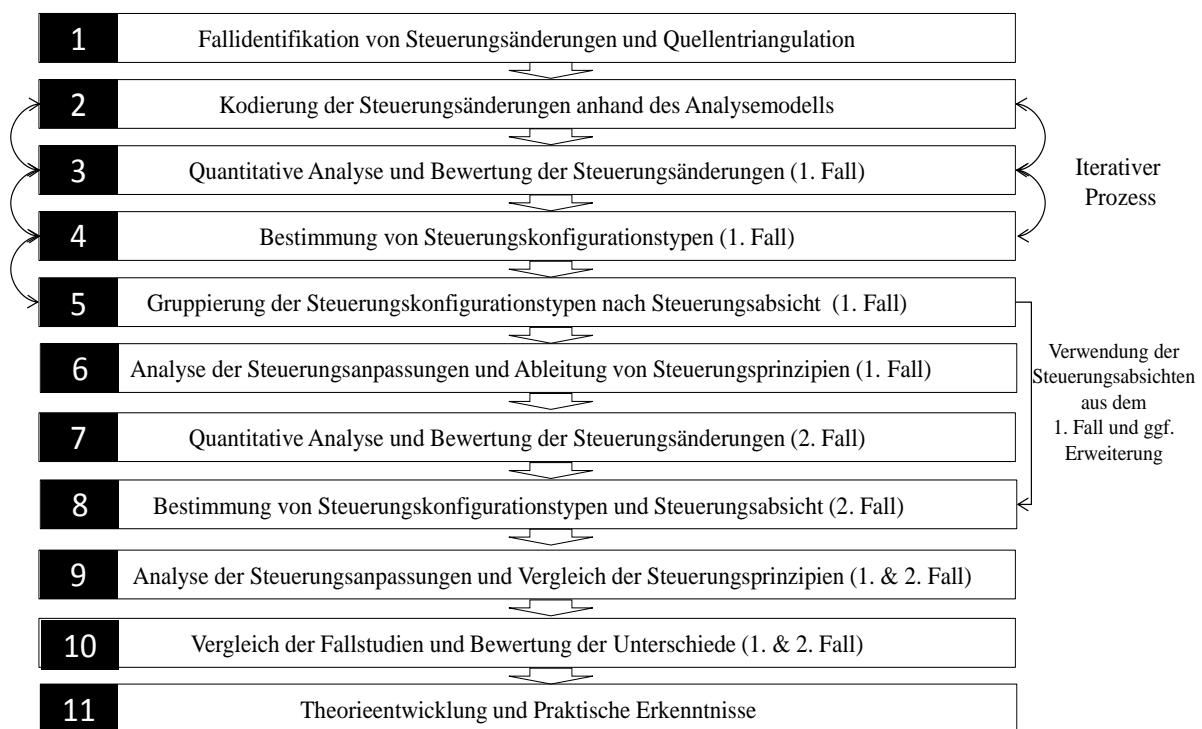 1 Fallidentifikation von Steuerungsänderungen und Quellentriangulation
2 Kodierung der Steuerungsänderungen anhand des Analysemodells
3 Quantitative Analyse und Bewertung der Steuerungsänderungen (1. Fall)
Iterativer
Prozess
4 Bestimmung von Steuerungskonfigurationstypen (1. Fall)
5 Gruppierung der Steuerungskonfigurationstypen nach Steuerungsabsicht (1. Fall)
6 Analyse der Steuerungsanpassungen und Ableitung von Steuerungsprinzipien (1. Fall)
Verwendung der
Steuerungsabsichten
aus dem
1. Fall und ggf.
Erweiterung
7 Quantitative Analyse und Bewertung der Steuerungsänderungen (2. Fall)
8 Bestimmung von Steuerungskonfigurationstypen und Steuerungsabsicht (2. Fall)
9 Analyse der Steuerungsanpassungen und Vergleich der Steuerungsprinzipien (1. & 2. Fall)
10 Vergleich der Fallstudien und Bewertung der Unterschiede (1. & 2. Fall)
11 Theorieentwicklung und Praktische Erkenntnisse